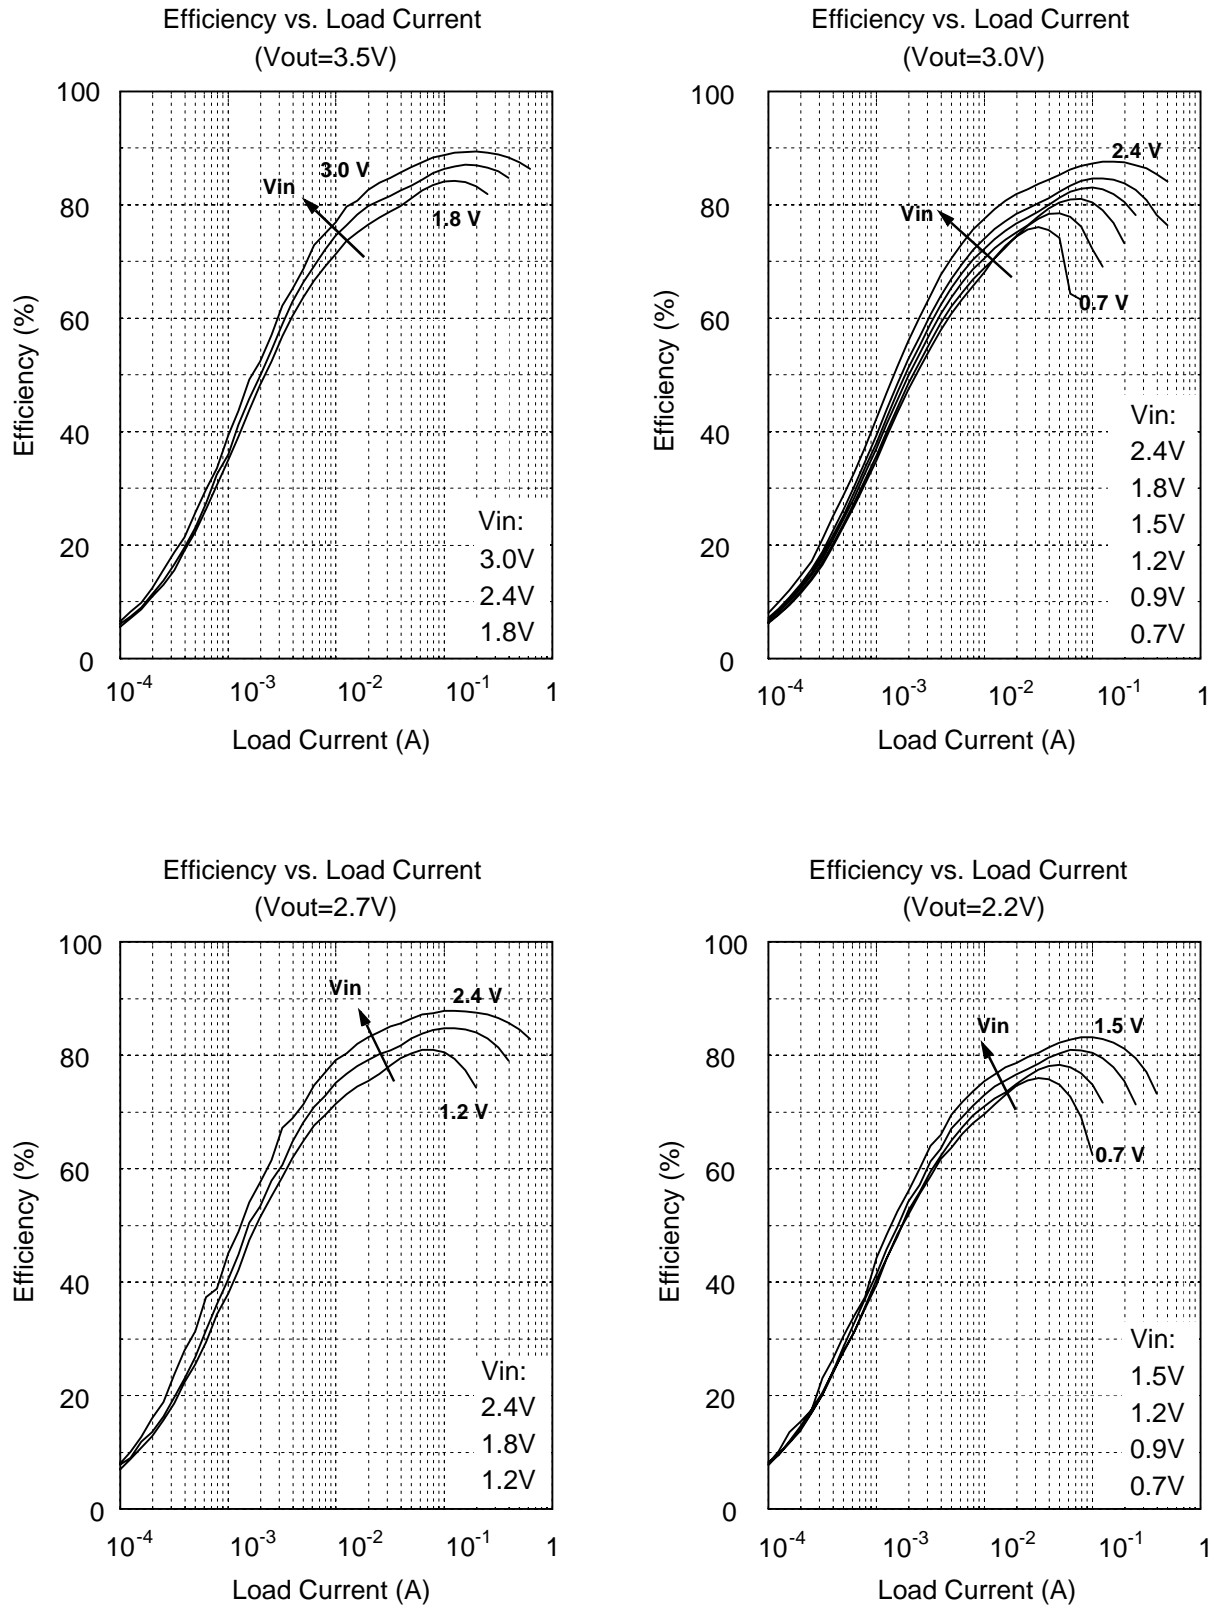 Efficiency vs. Load Current
(Vout=3.5V)
100
80
60
40
20
0
Efficiency (%)
3.0 V
Vin
1.8 V
Vin:
3.0V
2.4V
1.8V
10-4
10-3
10-2
10-1
1
Load Current (A)
Efficiency vs. Load Current
(Vout=3.0V)
100
80
60
40
20
0
Efficiency (%)
2.4 V
Vin
0.7 V
Vin:
2.4V
1.8V
1.5V
1.2V
0.9V
0.7V
10-4
10-3
10-2
10-1
1
Load Current (A)
Efficiency vs. Load Current
(Vout=2.7V)
100
80
60
40
20
0
Efficiency (%)
Vin
2.4 V
1.2 V
Vin:
2.4V
1.8V
1.2V
10-4
10-3
10-2
10-1
1
Load Current (A)
Efficiency vs. Load Current
(Vout=2.2V)
100
80
60
40
20
0
Efficiency (%)
Vin
1.5 V
0.7 V
Vin:
1.5V
1.2V
0.9V
0.7V
10-4
10-3
10-2
10-1
1
Load Current (A)